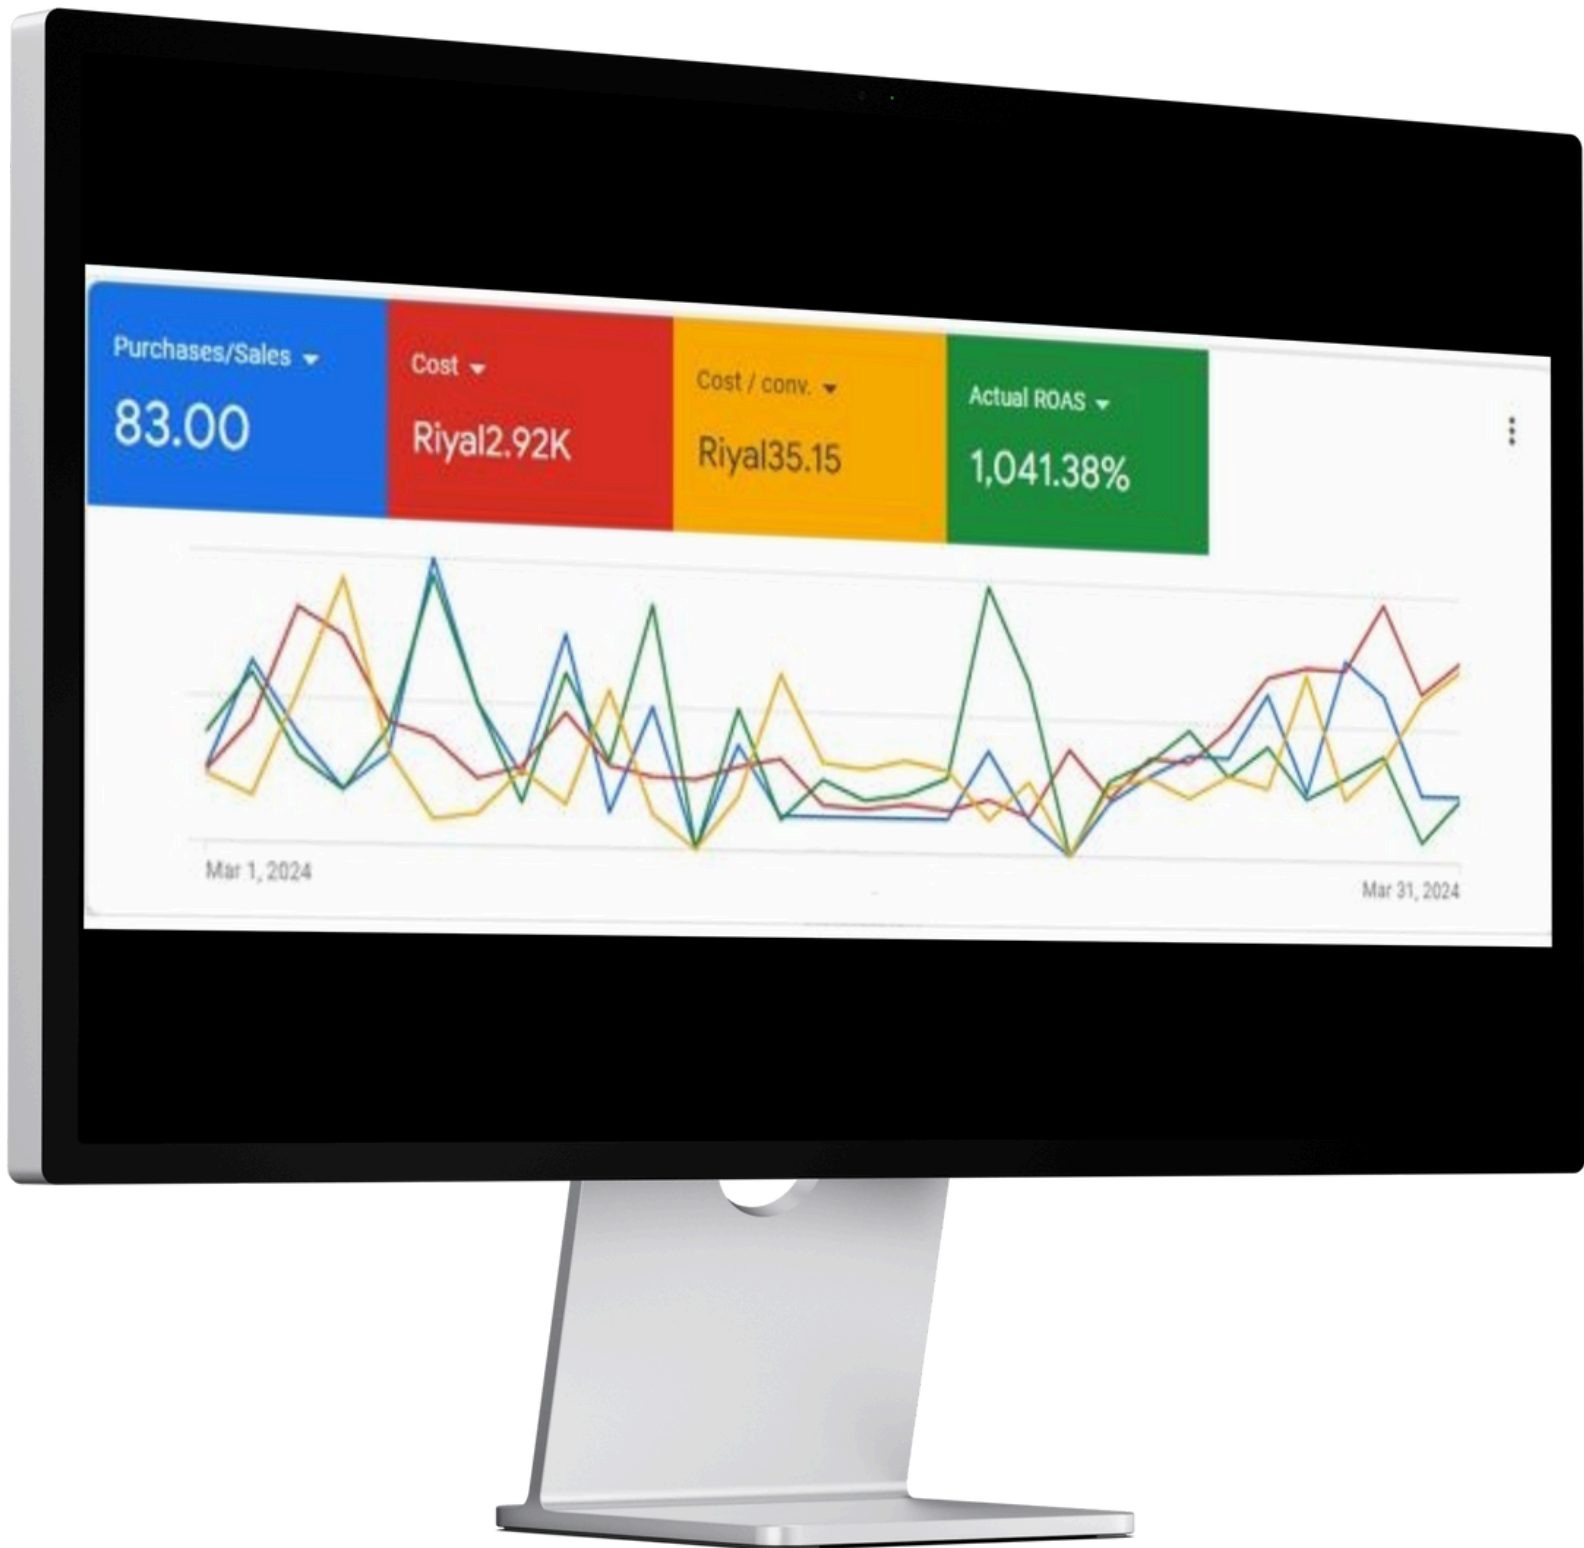 Purchases/Sales
83.00
Cost
Riyal2.92K
Cost / conv.
Riyal35.15
Actual ROAS
1,041.38%
Mar 1, 2024
Mar 31, 2024